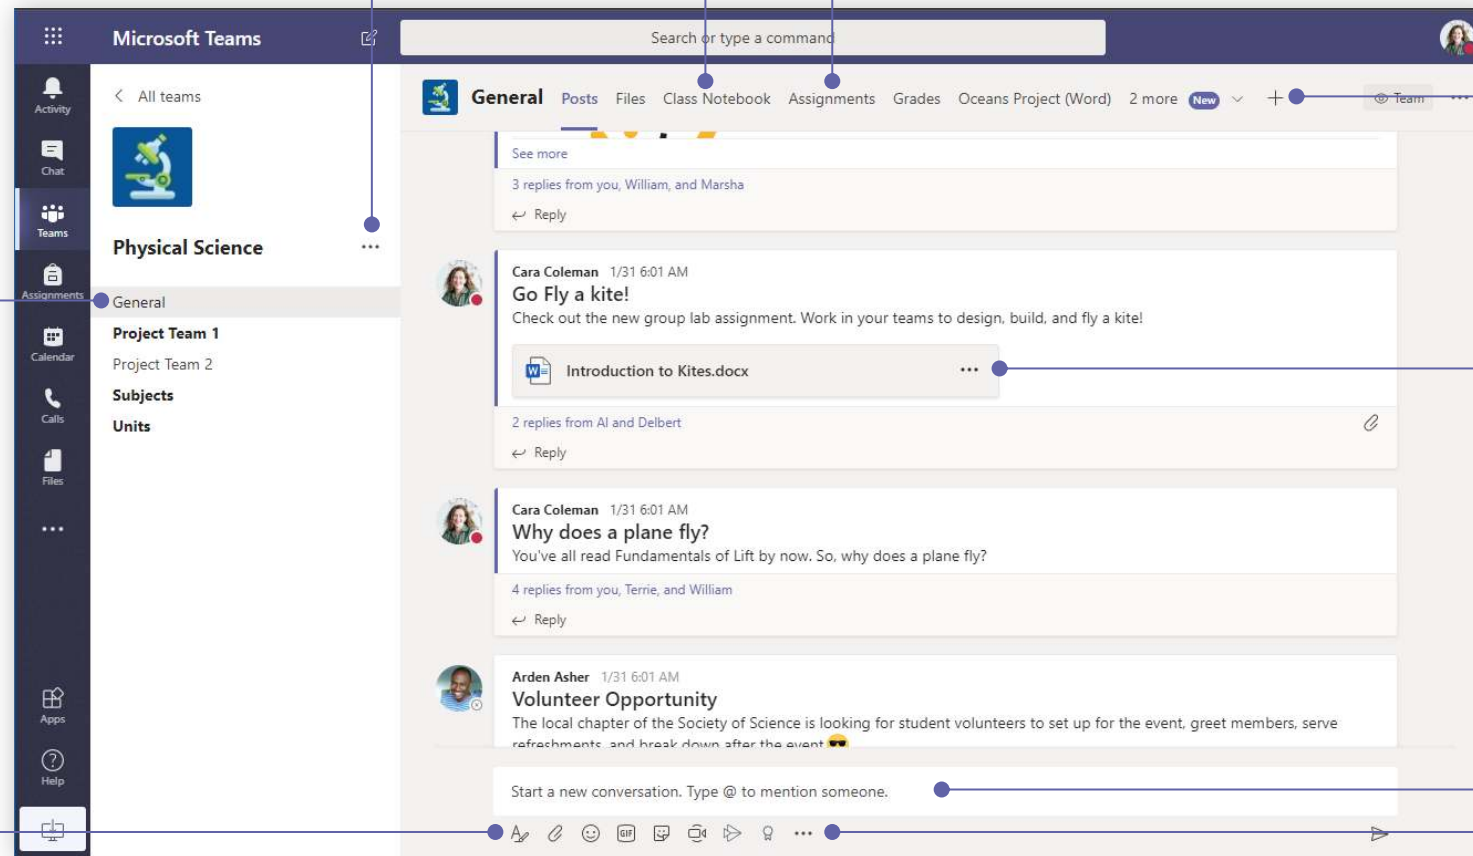 Microsoft Teams
Search or type a command
Activity
Chat
Teams
Assignments
Calendar
Calls
Files
Apps
Help
All teams
Physical Science
General
Project Team 1
Project Team 2
Subjects
Units
General Posts Files Class Notebook Assignments Grades Oceans Project (Word) 2 more New Team
See more
3 replies from you, William, and Marsha
Reply
Cara Coleman 1/31 6:01 AM
Go Fly a kite!
Check out the new group lab assignment. Work in your teams to design, build, and fly a kite!
Introduction to Kites.docx
2 replies from Al and Delbert
Reply
Cara Coleman 1/31 6:01 AM
Why does a plane fly?
You've all read Fundamentals of Lift by now. So, why does a plane fly?
4 replies from you, Terrie, and William
Reply
Arden Asher 1/31 6:01 AM
Volunteer Opportunity
The local chapter of the Society of Science is looking for student volunteers to set up for the event, greet members, serve
refreshments, and break down after the event
Start a new conversation. Type @ to mention someone.
GIF